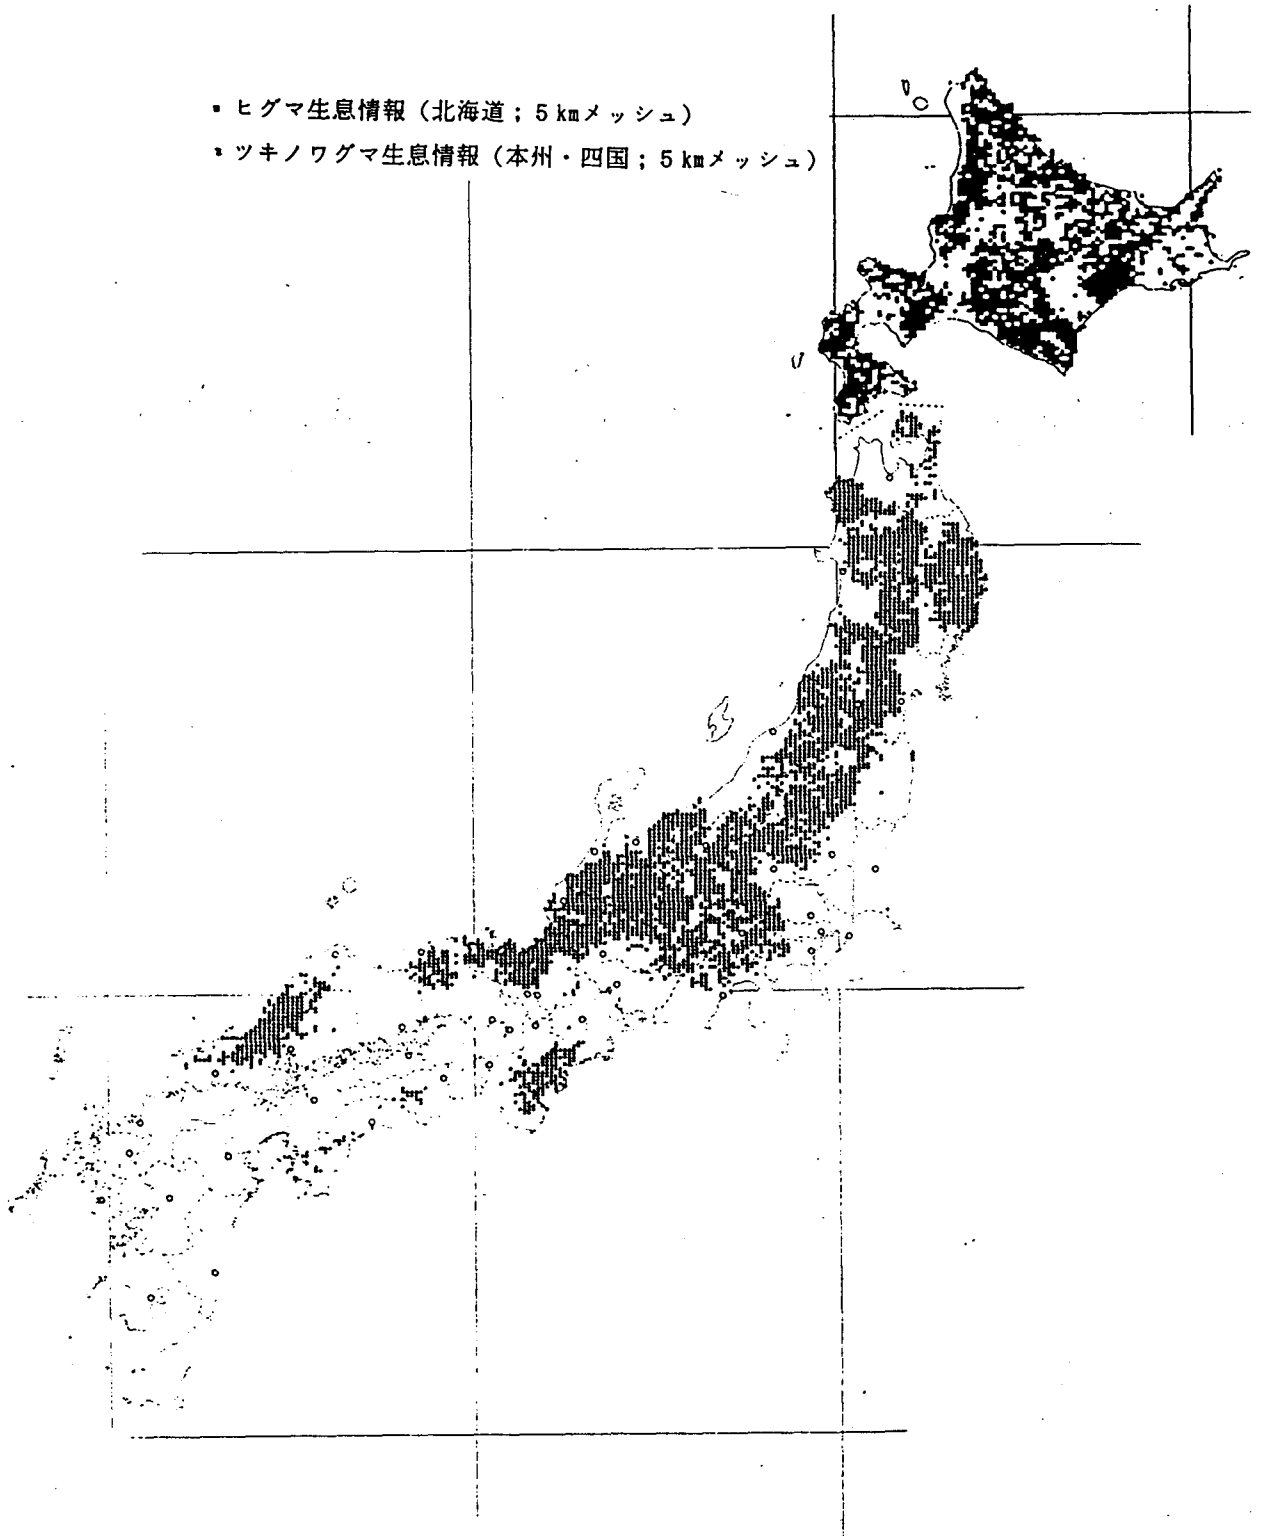 ▪ ヒグマ生息情報（北海道；5㎞メッシュ）
▪ ツキノワグマ生息情報（本州・四国；5㎞メッシュ）